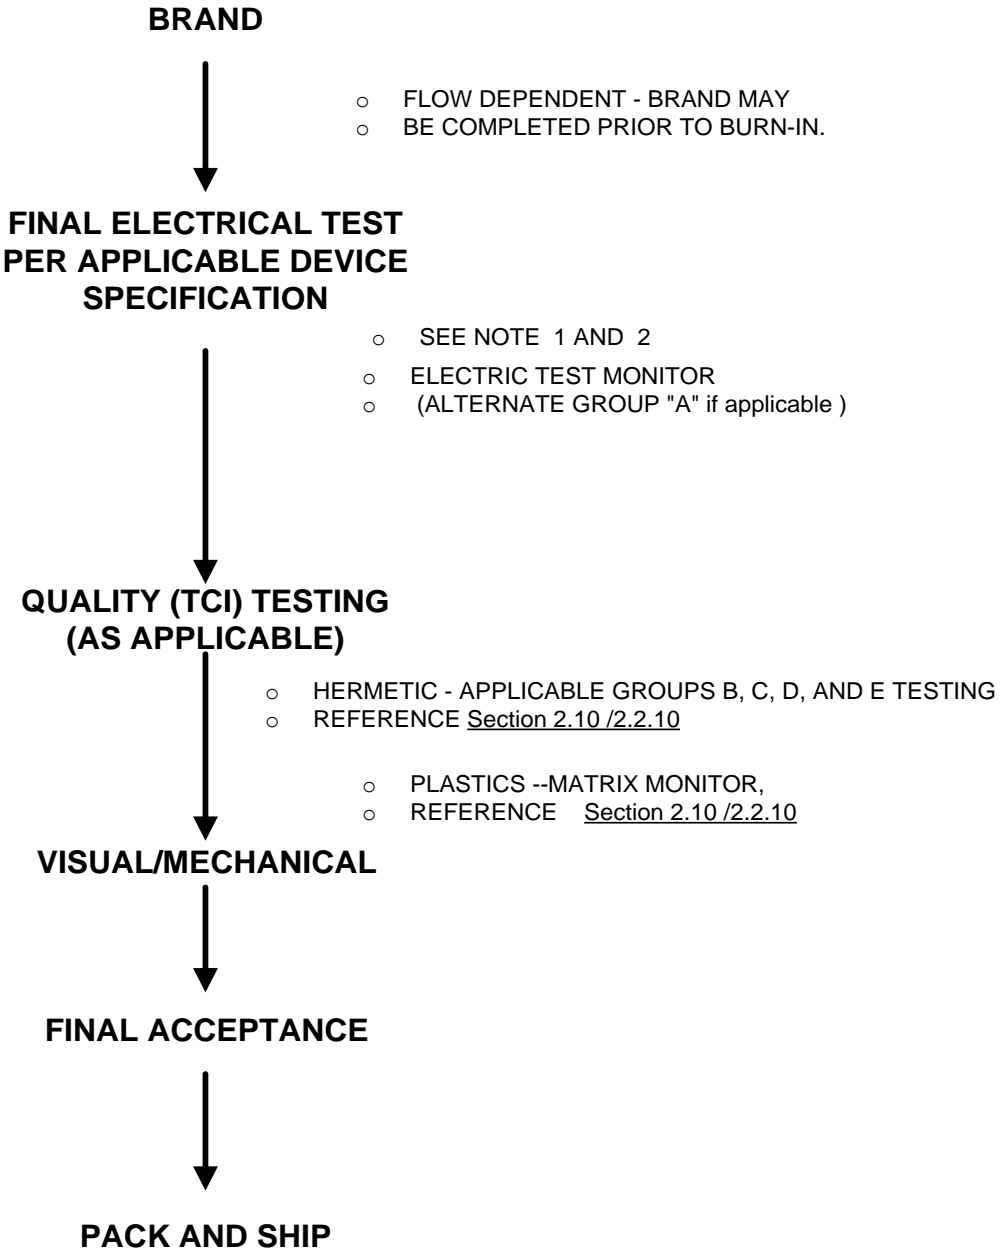 BRAND
o FLOW DEPENDENT - BRAND MAY
o BE COMPLETED PRIOR TO BURN-IN.
FINAL ELECTRICAL TEST
PER APPLICABLE DEVICE
SPECIFICATION
o SEE NOTE 1 AND 2
o ELECTRIC TEST MONITOR
o (ALTERNATE GROUP "A" if applicable )
QUALITY (TCI) TESTING
(AS APPLICABLE)
o HERMETIC - APPLICABLE GROUPS B, C, D, AND E TESTING
o REFERENCE Section 2.10 /2.2.10
o PLASTICS --MATRIX MONITOR,
o REFERENCE Section 2.10 /2.2.10
VISUAL/MECHANICAL
FINAL ACCEPTANCE
PACK AND SHIP